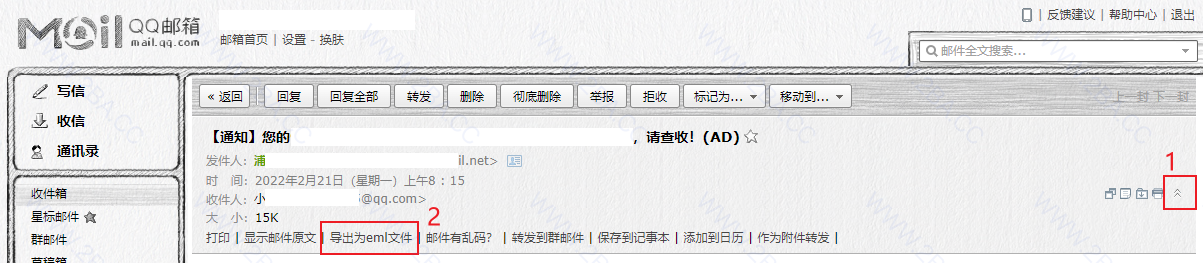 Mail QQ邮箱
mail.qq.com
邮箱首页 | 设置 - 换肤
| 反馈建议 | 帮助中心 | 退出
邮件全文搜索...
写信
收信
通讯录
收件箱
星标邮件
群邮件
« 返回 回复 回复全部 转发 删除 彻底删除 举报 拒收 标记为... 移动到... 上一封 下一封
【通知】您的 ，请查收！(AD)
发件人：浦 il.net>
时 间：2022年2月21日（星期一）上午8：15
收件人：小 @qq.com>
大 小：15K
1
2
打印 | 显示邮件原文 | 导出为eml文件 | 邮件有乱码? | 转发到群邮件 | 保存到记事本 | 添加到日历 | 作为附件转发 |